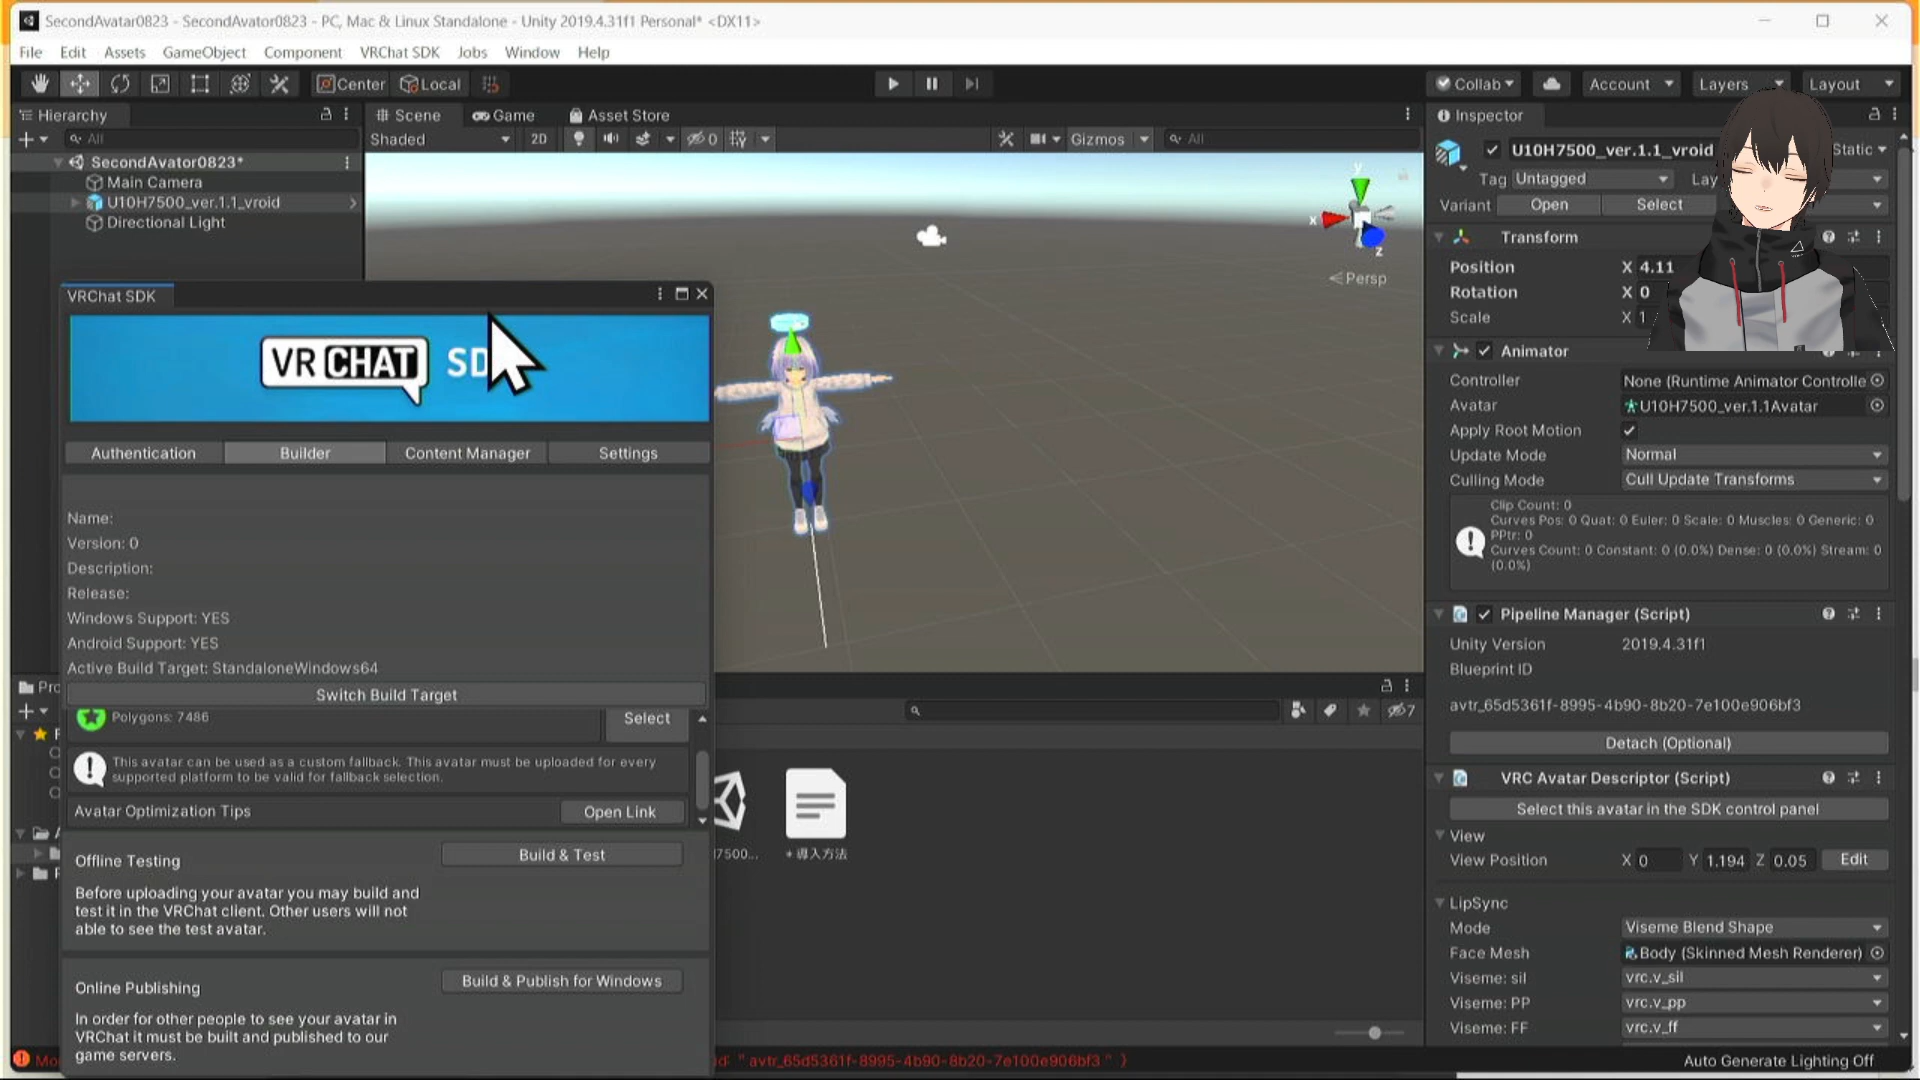 SecondAvatar0823 - SecondAvator0823 - PC, Mac & Linux Standalone - Unity 2019.4.31f1 Personal* <DX11>
File Edit Assets GameObject Component VRChat SDK Jobs Window Help
Center Local Collab Account Layers Layout
Hierarchy
All
SecondAvator0823*
Main Camera
U10H7500_ver.1.1_vroid
Directional Light
Scene Game Asset Store
Shaded 2D 0 Gizmos All
y
x
z
Persp
VRChat SDK
VR CHAT SD
Authentication Builder Content Manager Settings
Name:
Version: 0
Description:
Release:
Windows Support: YES
Android Support: YES
Active Build Target: StandaloneWindows64
Switch Build Target
Polygons: 7486 Select
This avatar can be used as a custom fallback. This avatar must be uploaded for every
supported platform to be valid for fallback selection.
Avatar Optimization Tips Open Link
Offline Testing Build & Test
Before uploading your avatar you may build and
test it in the VRChat client. Other users will not
able to see the test avatar.
Online Publishing Build & Publish for Windows
In order for other people to see your avatar in
VRChat it must be built and published to our
game servers.
7
7500... + 導入方法
"avtr_65d5361f-8995-4b90-8b20-7e100e906bf3" }
Inspector
U10H7500_ver.1.1_vroid Static
Tag Untagged Lay
Variant Open Select
Transform
Position X 4.11
Rotation X 0
Scale X 1
Animator
Controller None (Runtime Animator Controlle
Avatar U10H7500_ver.1.1Avatar
Apply Root Motion
Update Mode Normal
Culling Mode Cull Update Transforms
Clip Count: 0
Curves Pos: 0 Quat: 0 Euler: 0 Scale: 0 Muscles: 0 Generic: 0
PPtr: 0
Curves Count: 0 Constant: 0 (0.0%) Dense: 0 (0.0%) Stream: 0
(0.0%)
Pipeline Manager (Script)
Unity Version 2019.4.31f1
Blueprint ID
avtr_65d5361f-8995-4b90-8b20-7e100e906bf3
Detach (Optional)
VRC Avatar Descriptor (Script)
Select this avatar in the SDK control panel
View
View Position X 0 Y 1.194 Z 0.05 Edit
LipSync
Mode Viseme Blend Shape
Face Mesh Body (Skinned Mesh Renderer)
Viseme: sil vrc.v_sil
Viseme: PP vrc.v_pp
Viseme: FF vrc.v_ff
Auto Generate Lighting Off